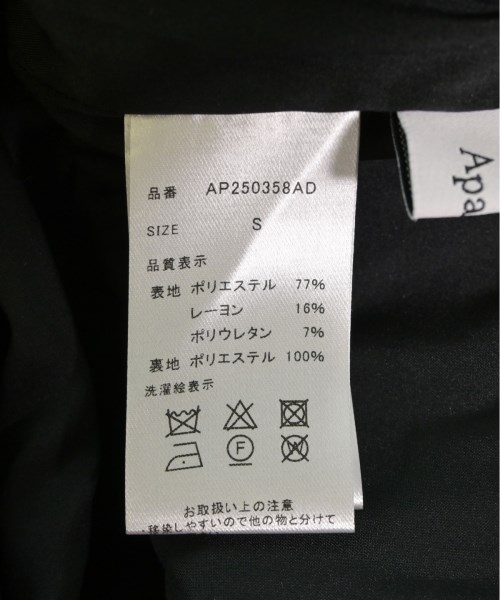 品番 AP250358AD
SIZE S
品質表示
表地 ポリエステル 77%
レーヨン 16%
ポリウレタン 7%
裏地 ポリエステル 100%
洗濯絵表示
F W
お取扱い上の注意
・移染しやすいので他の物と分けて
Apa